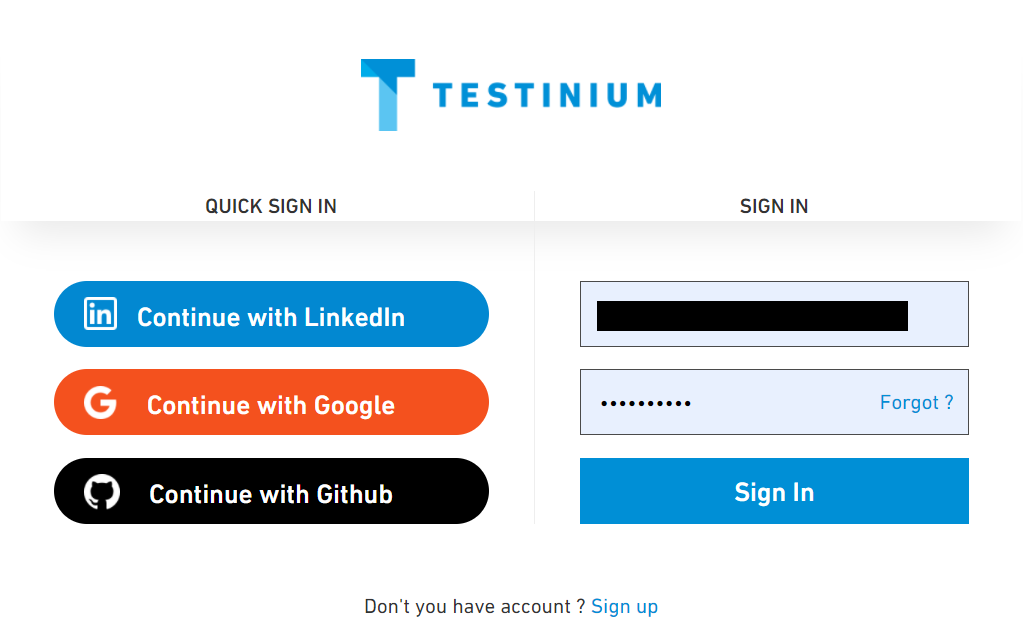 TESTINIUM
QUICK SIGN IN
SIGN IN
Continue with LinkedIn
Continue with Google
Continue with Github
••••••••••
Forgot ?
Sign In
Don't you have account ? Sign up